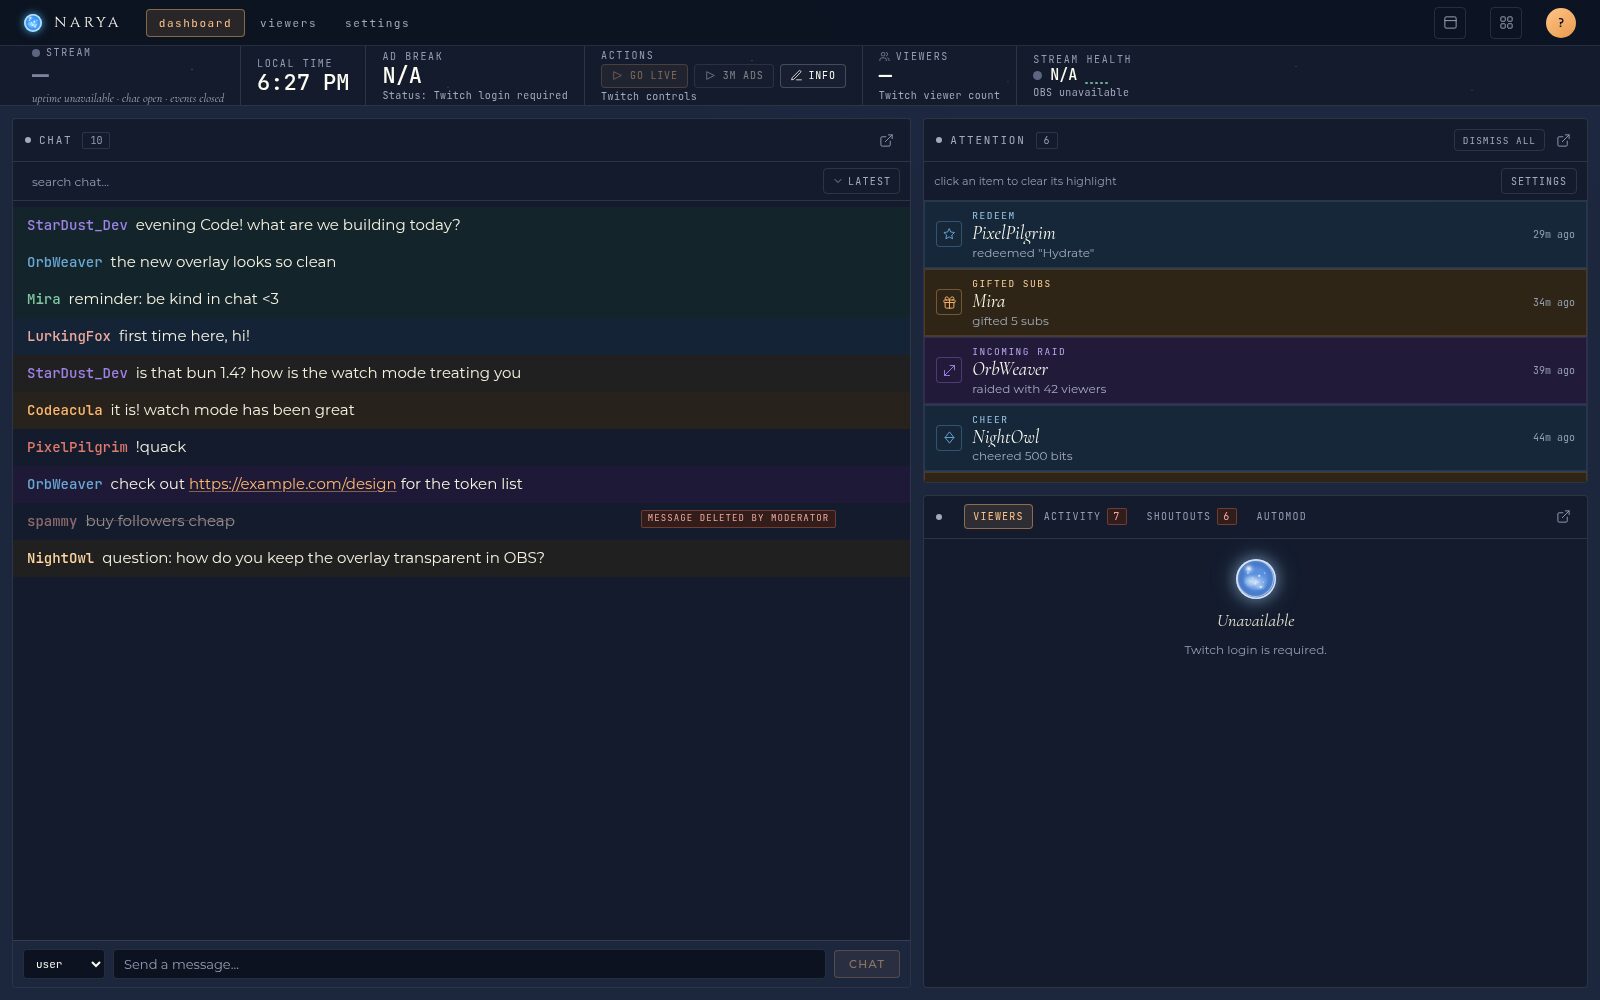 NARYA dashboard viewers settings ?
STREAM
—
uptime unavailable · chat open · events closed
LOCAL TIME
6:27 PM
AD BREAK
N/A
Status: Twitch login required
ACTIONS
GO LIVE 3M ADS INFO
Twitch controls
VIEWERS
—
Twitch viewer count
STREAM HEALTH
N/A
OBS unavailable
CHAT 10
search chat... LATEST
StarDust_Dev evening Code! what are we building today?
OrbWeaver the new overlay looks so clean
Mira reminder: be kind in chat <3
LurkingFox first time here, hi!
StarDust_Dev is that bun 1.4? how is the watch mode treating you
Codeacula it is! watch mode has been great
PixelPilgrim !quack
OrbWeaver check out https://example.com/design for the token list
spammy buy followers cheap MESSAGE DELETED BY MODERATOR
NightOwl question: how do you keep the overlay transparent in OBS?
user Send a message... CHAT
ATTENTION 6 DISMISS ALL
click an item to clear its highlight SETTINGS
REDEEM
PixelPilgrim
redeemed "Hydrate"
29m ago
GIFTED SUBS
Mira
gifted 5 subs
34m ago
INCOMING RAID
OrbWeaver
raided with 42 viewers
39m ago
CHEER
NightOwl
cheered 500 bits
44m ago
VIEWERS ACTIVITY 7 SHOUTOUTS 6 AUTOMOD
Unavailable
Twitch login is required.